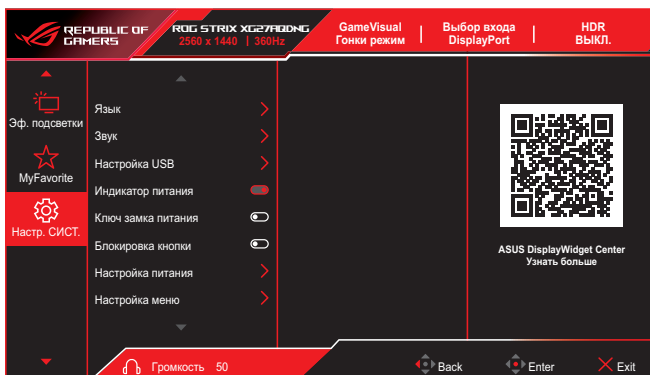 REPUBLIC OF
GAMERS
ROG STRIX XG27AQDNG
2560 x 1440 | 360Hz
GameVisual
Гонки режим
Выбор входа
DisplayPort
HDR
ВЫКЛ.
Эф. подсветки
MyFavorite
Настр. СИСТ.
Язык
Звук
Настройка USB
Индикатор питания
Ключ замка питания
Блокировка кнопки
Настройка питания
Настройка меню
ASUS DisplayWidget Center
Узнать больше
Громкость 50
Back
Enter
Exit